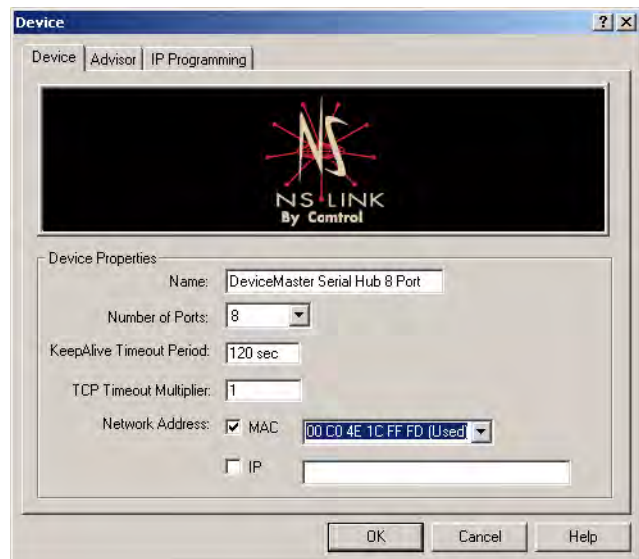 Device
Device Advisor IP Programming
NS
NS LINK
By Comtrol
Device Properties
Name: DeviceMaster Serial Hub 8 Port
Number of Ports: 8
KeepAlive Timeout Period: 120 sec
TCP Timeout Multiplier: 1
Network Address: MAC 00 C0 4E 1C FF FD (Used)
IP
OK Cancel Help